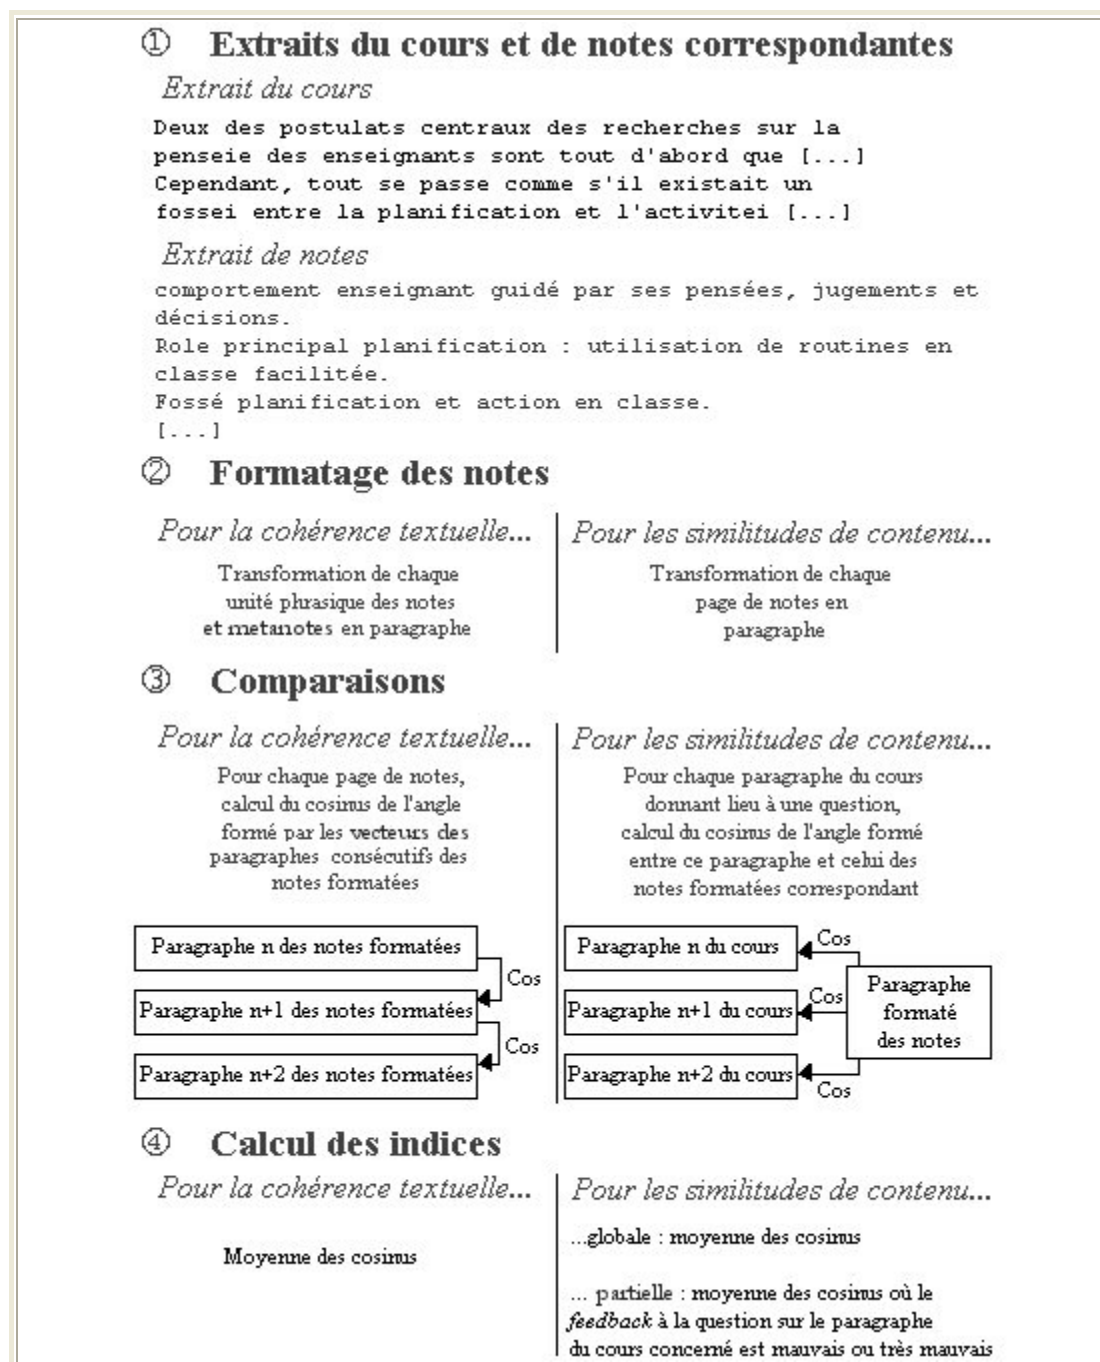 ① Extraits du cours et de notes correspondantes
Extrait du cours
Deux des postulats centraux des recherches sur la
penseie des enseignants sont tout d'abord que [...]
Cependant, tout se passe comme s'il existait un
fossei entre la planification et l'activitei [...]
Extrait de notes
comportement enseignant guidé par ses pensées, jugements et
décisions.
Role principal planification : utilisation de routines en
classe facilitée.
Fossé planification et action en classe.
[...]
② Formatage des notes
Pour la cohérence textuelle...
Transformation de chaque
unité phrasique des notes
et metanotes en paragraphe
Pour les similitudes de contenu...
Transformation de chaque
page de notes en
paragraphe
③ Comparaisons
Pour la cohérence textuelle...
Pour chaque page de notes,
calcul du cosinus de l'angle
formé par les vecteurs des
paragraphes consécutifs des
notes formatées
Paragraphe n des notes formatées
Cos
Paragraphe n+1 des notes formatées
Cos
Paragraphe n+2 des notes formatées
Pour les similitudes de contenu...
Pour chaque paragraphe du cours
donnant lieu à une question,
calcul du cosinus de l'angle formé
entre ce paragraphe et celui des
notes formatées correspondant
Paragraphe n du cours
Cos
Paragraphe n+1 du cours
Cos
Paragraphe n+2 du cours
Cos
Paragraphe
formaté
des notes
④ Calcul des indices
Pour la cohérence textuelle...
Moyenne des cosinus
Pour les similitudes de contenu...
...globale : moyenne des cosinus
... partielle : moyenne des cosinus où le
feedback à la question sur le paragraphe
du cours concerné est mauvais ou très mauvais